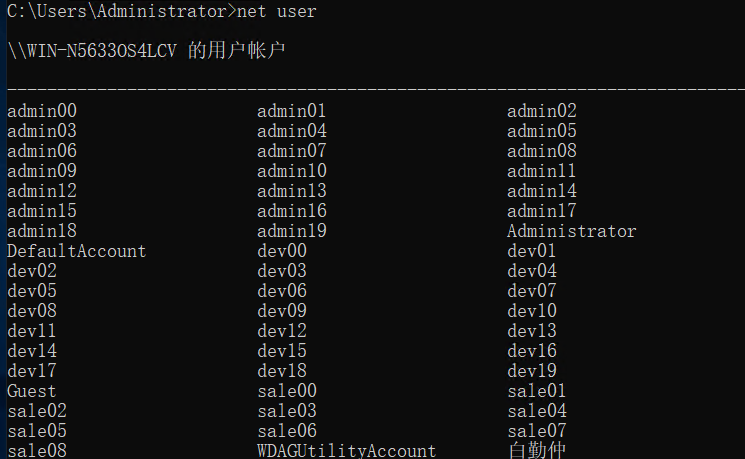 C:\Users\Administrator>net user
\\WIN-N5633OS4LCV 的用户帐户
-------------------------------------------------------------------------------
admin00 admin01 admin02
admin03 admin04 admin05
admin06 admin07 admin08
admin09 admin10 admin11
admin12 admin13 admin14
admin15 admin16 admin17
admin18 admin19 Administrator
DefaultAccount dev00 dev01
dev02 dev03 dev04
dev05 dev06 dev07
dev08 dev09 dev10
dev11 dev12 dev13
dev14 dev15 dev16
dev17 dev18 dev19
Guest sale00 sale01
sale02 sale03 sale04
sale05 sale06 sale07
sale08 WDAGUtilityAccount 白勤仲